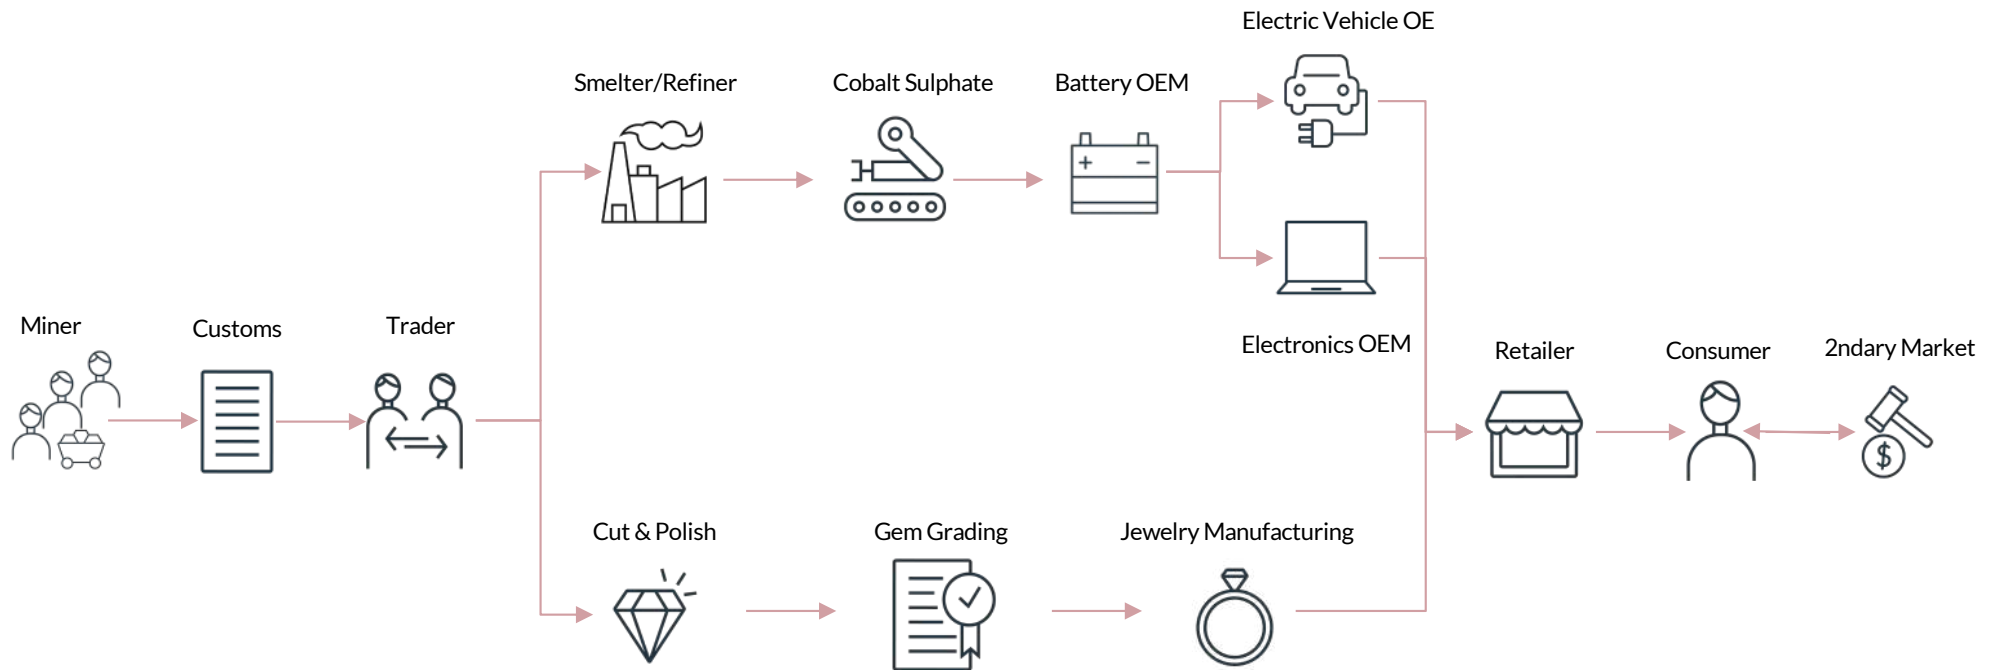 Electric Vehicle OE
Smelter/Refiner
Cobalt Sulphate
Battery OEM
Miner
Customs
Trader
Electronics OEM
Retailer
Consumer
2ndary Market
Cut & Polish
Gem Grading
Jewelry Manufacturing
+
−
$